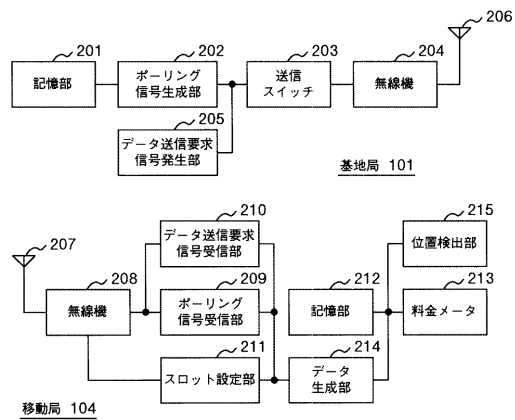 206
201
202
203
204
記憶部
ポーリング
信号生成部
送信
スイッチ
無線機
205
データ送信要求
信号発生部
基地局 101
207
210
215
データ送信要求
信号受信部
位置検出部
208
209
212
213
無線機
ポーリング
信号受信部
記憶部
料金メータ
211
214
スロット設定部
データ
生成部
移動局 104